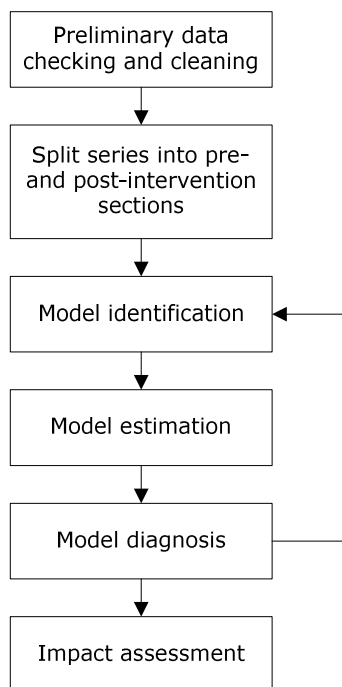 Preliminary data
checking and cleaning
Split series into pre-
and post-intervention
sections
Model identification
Model estimation
Model diagnosis
Impact assessment